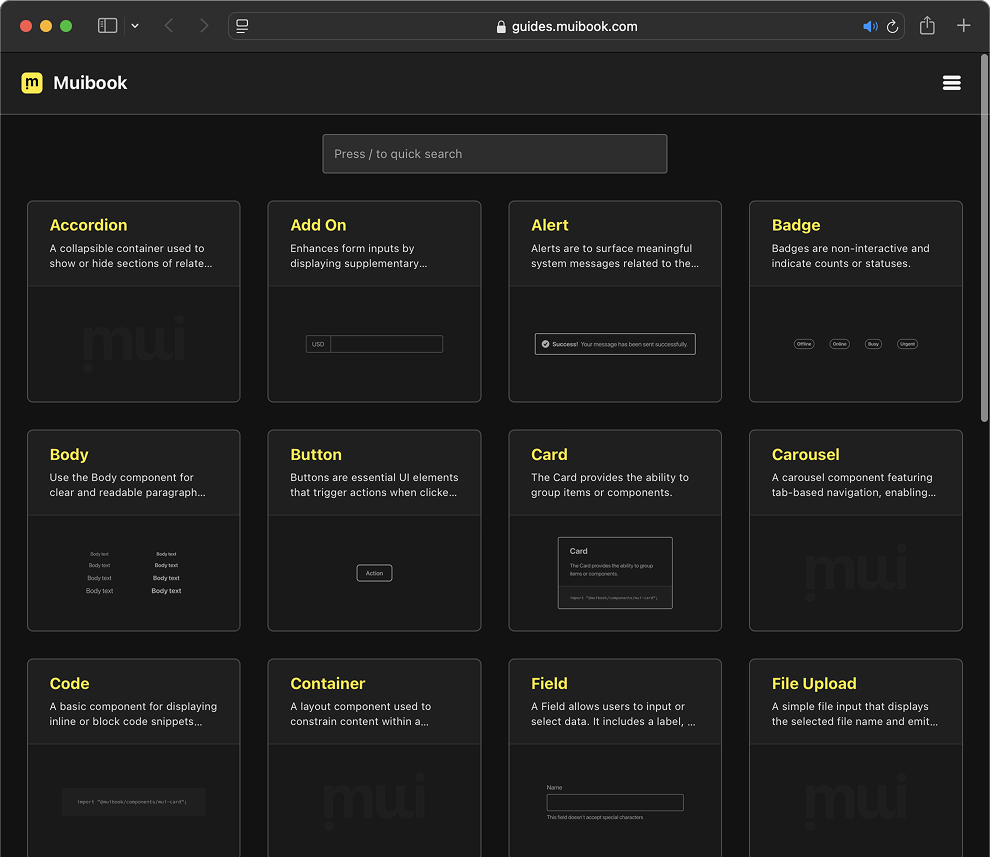 guides.muibook.com
m Muibook
Press / to quick search
Accordion
A collapsible container used to
show or hide sections of relate...
mui
Add On
Enhances form inputs by
displaying supplementary...
USD
Alert
Alerts are to surface meaningful
system messages related to the...
Success! Your message has been sent successfully.
Badge
Badges are non-interactive and
indicate counts or statuses.
Offline Online Busy Urgent
Body
Use the Body component for
clear and readable paragraph...
Body text Body text
Body text Body text
Body text Body text
Body text Body text
Button
Buttons are essential UI elements
that trigger actions when clicke...
Action
Card
The Card provides the ability to
group items or components.
Card
The Card provides the ability to group
items or components.
import "@muibook/components/mui-card";
Carousel
A carousel component featuring
tab-based navigation, enabling...
mui
Code
A basic component for displaying
inline or block code snippets...
import "@muibook/components/mui-card";
Container
A layout component used to
constrain content within a...
mui
Field
A Field allows users to input or
select data. It includes a label, ...
Name
This field doesn't accept special characters
File Upload
A simple file input that displays
the selected file name and emit...
mui